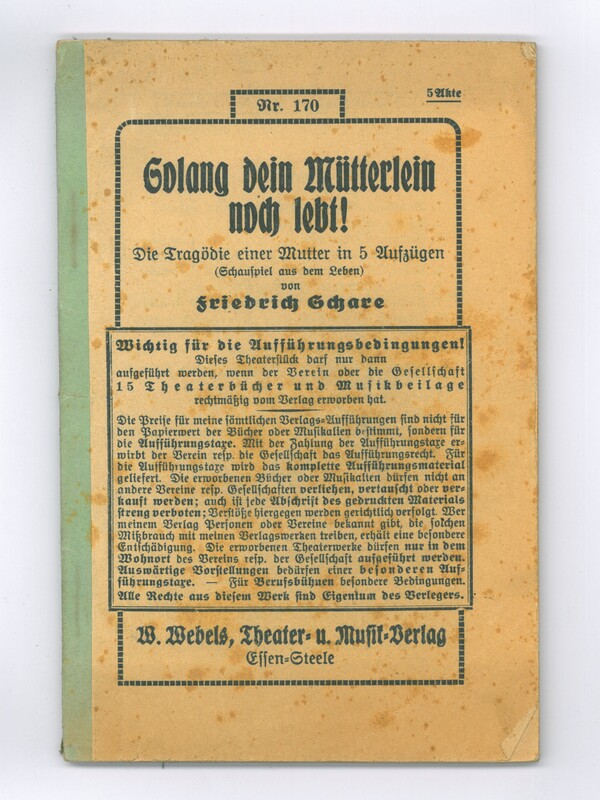 Nr. 170
5 Akte
Solang dein Mütterlein
noch lebt!
Die Tragödie einer Mutter in 5 Aufzügen
(Schauspiel aus dem Leben)
von
Friedrich Schare
Wichtig für die Aufführungsbedingungen!
Dieses Theaterstück darf nur dann
aufgeführt werden, wenn der Verein oder die Gesellschaft
15 Theaterbücher und Musikbeilage
rechtmäßig vom Verlag erworben hat.
Die Preise für meine sämtlichen Verlags-Aufführungen sind nicht für
den Papierwert der Bücher oder Musikalien bestimmt, sondern für
die Aufführungstaxe. Mit der Zahlung der Aufführungstaxe er-
wirbt der Verein resp. die Gesellschaft das Aufführungsrecht. Für
die Aufführungstaxe wird das komplette Aufführungsmaterial
geliefert. Die erworbenen Bücher oder Musikalien dürfen nicht an
andere Vereine resp. Gesellschaften verliehen, vertauscht oder ver-
kauft werden; auch ist jede Abschrift des gedruckten Materials
streng verboten; Verstöße hiergegen werden gerichtlich verfolgt. Wer
meinem Verlag Personen oder Vereine bekannt gibt, die solchen
Mißbrauch mit meinen Verlagswerken treiben, erhält eine besondere
Entschädigung. Die erworbenen Theaterwerke dürfen nur in dem
Wohnort des Vereins resp. der Gesellschaft aufgeführt werden.
Auswärtige Vorstellungen bedürfen einer besonderen Auf-
führungstaxe. — Für Berufsbühnen besondere Bedingungen.
Alle Rechte aus diesem Werk sind Eigentum des Verlegers.
W. Webels, Theater- u. Musik-Verlag
Essen-Steele